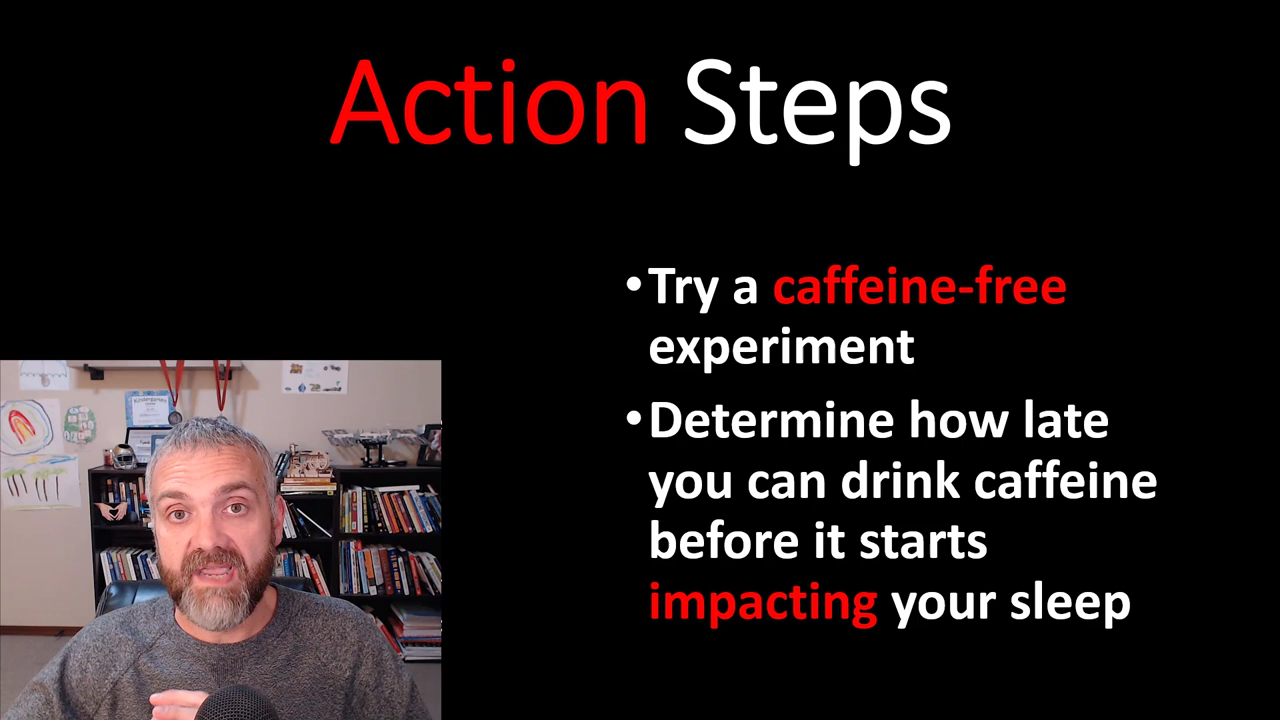 Action Steps
•Try a caffeine-free
experiment
•Determine how late
you can drink caffeine
before it starts
impacting your sleep